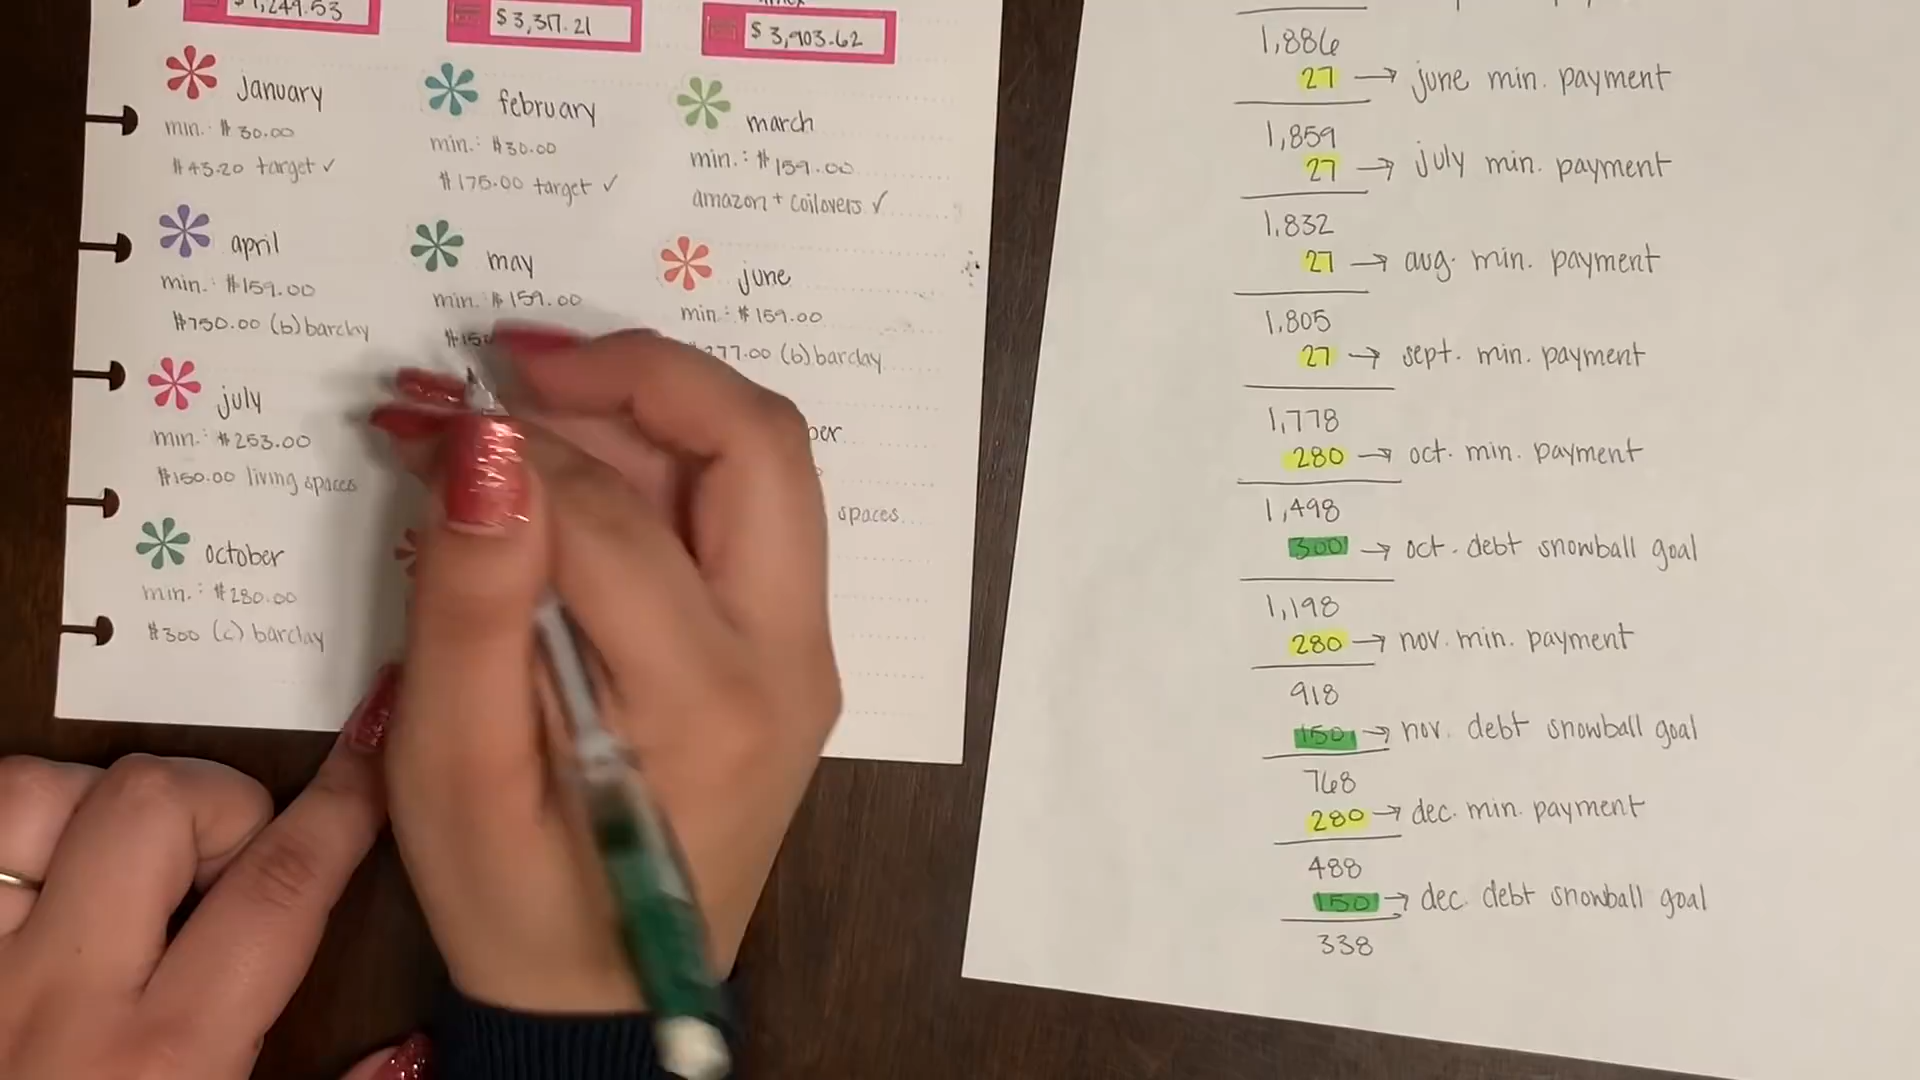 $3,317.21
$3,903.62
january
min.: $30.00
$43.20 target ✓
february
min.: $30.00
$175.00 target ✓
march
min.: $159.00
amazon + coilovers ✓
april
min.: $159.00
$750.00 (b) barclay
may
min.: $159.00
june
min.: $159.00
277.00 (b) barclay
july
min.: $253.00
$150.00 living spaces
spaces
october
min.: $280.00
$300 (c) barclay
1,886
27 → june min. payment
1,859
27 → july min. payment
1,832
27 → aug. min. payment
1,805
27 → sept. min. payment
1,778
280 → oct. min. payment
1,498
300 → oct. debt snowball goal
1,198
280 → nov. min. payment
918
150 → nov. debt snowball goal
768
280 → dec. min. payment
488
150 → dec. debt snowball goal
338